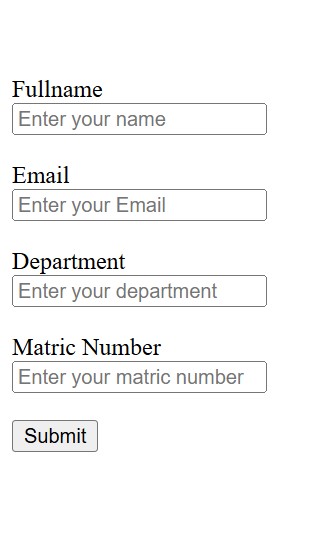 Fullname
Enter your name
Email
Enter your Email
Department
Enter your department
Matric Number
Enter your matric number
Submit